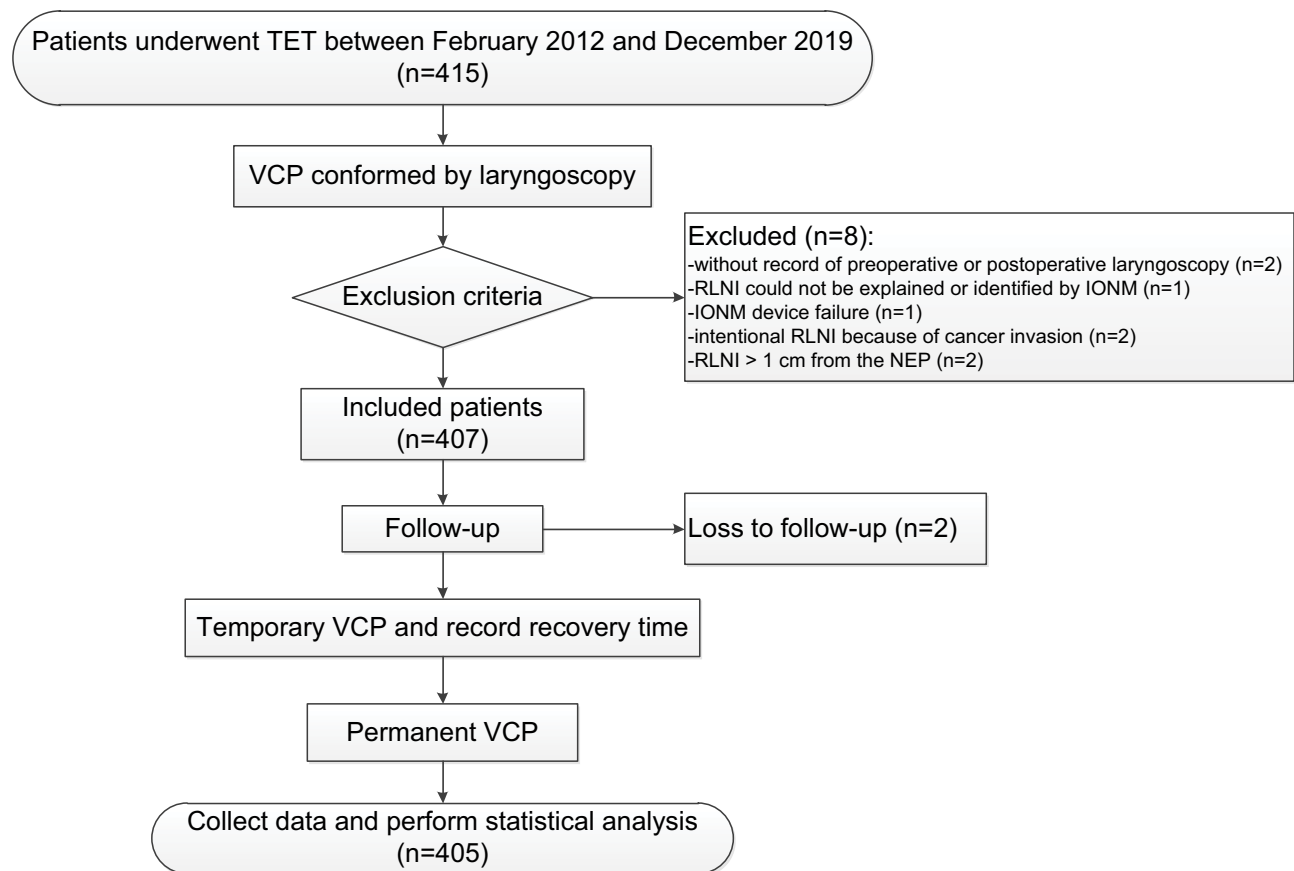 Patients underwent TET between February 2012 and December 2019
(n=415)
VCP conformed by laryngoscopy
Exclusion criteria
Excluded (n=8):
-without record of preoperative or postoperative laryngoscopy (n=2)
-RLNI could not be explained or identified by IONM (n=1)
-IONM device failure (n=1)
-intentional RLNI because of cancer invasion (n=2)
-RLNI > 1 cm from the NEP (n=2)
Included patients
(n=407)
Follow-up
Loss to follow-up (n=2)
Temporary VCP and record recovery time
Permanent VCP
Collect data and perform statistical analysis
(n=405)